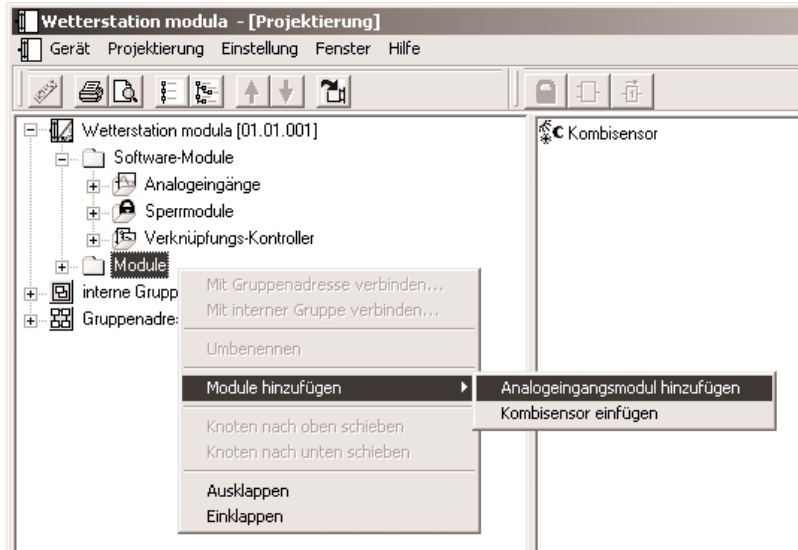 Wetterstation modula - [Projektierung]
Gerät Projektierung Einstellung Fenster Hilfe
Wetterstation modula [01.01.001]
Software-Module
Analogeingänge
Sperrmodule
Verknüpfungs-Kontroller
Module
interne Grupp
Gruppenadre
Kombisensor
Mit Gruppenadresse verbinden...
Mit interner Gruppe verbinden...
Umbenennen
Module hinzufügen
Knoten nach oben schieben
Knoten nach unten schieben
Ausklappen
Einklappen
Analogeingangsmodul hinzufügen
Kombisensor einfügen